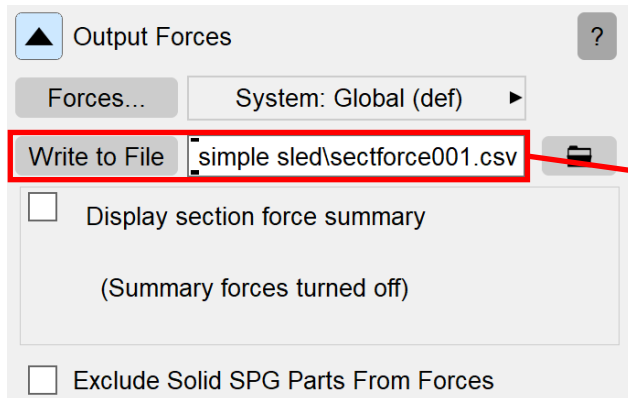 Output Forces ?
Forces... System: Global (def)
Write to File simple sled\sectforce001.csv
Display section force summary
(Summary forces turned off)
Exclude Solid SPG Parts From Forces